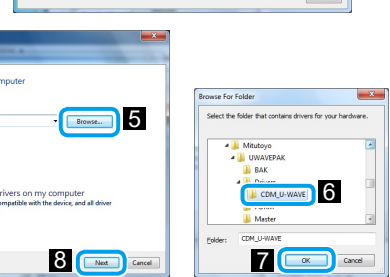 mputer
Browse...
5
rivers on my computer
ompatible with the device, and all driver
8
Next
Cancel
Browse For Folder
Select the folder that contains drivers for your hardware.
Mitutoyo
UWAVEPAK
BAK
Drivers
CDM_U-WAVE
6
Master
Folder:
CDM_U-WAVE
7
OK
Cancel